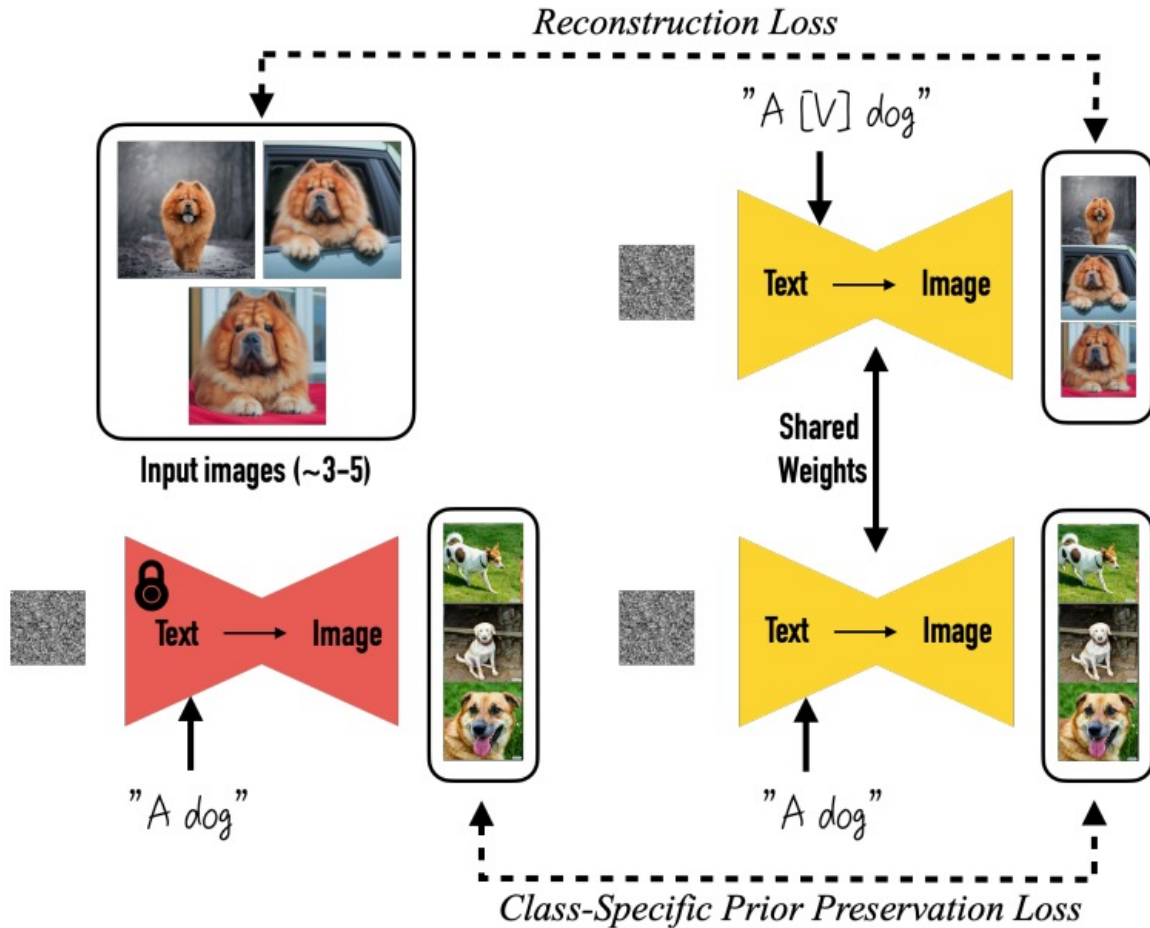 Reconstruction Loss
"A [V] dog"
Text → Image
Input images (~3–5)
Shared
Weights
Text → Image
Text → Image
"A dog"
"A dog"
Class-Specific Prior Preservation Loss